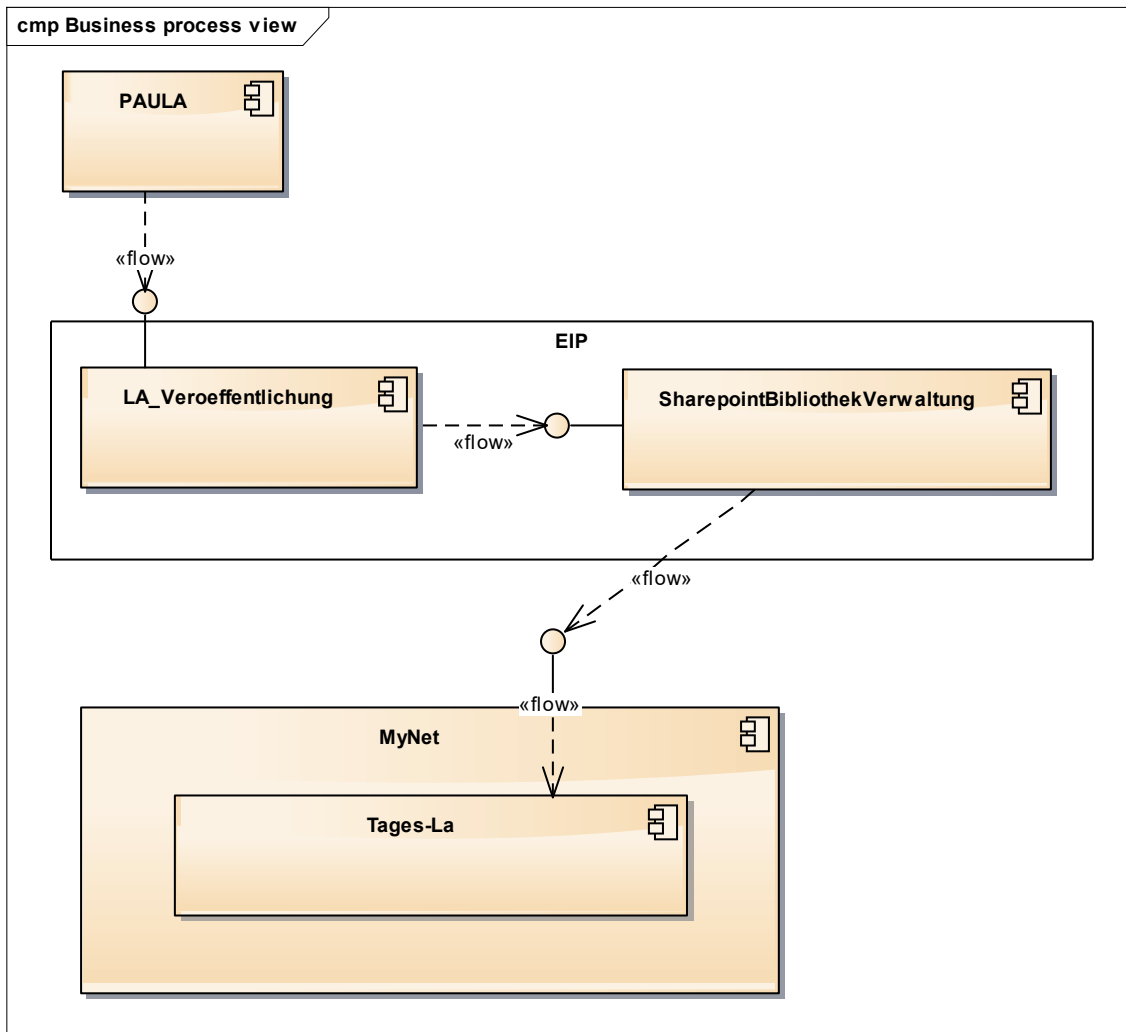 cmp Business process view
PAULA
«flow»
EIP
LA_Veroeffentlichung
SharepointBibliothekVerwaltung
«flow»
«flow»
«flow»
MyNet
Tages-La